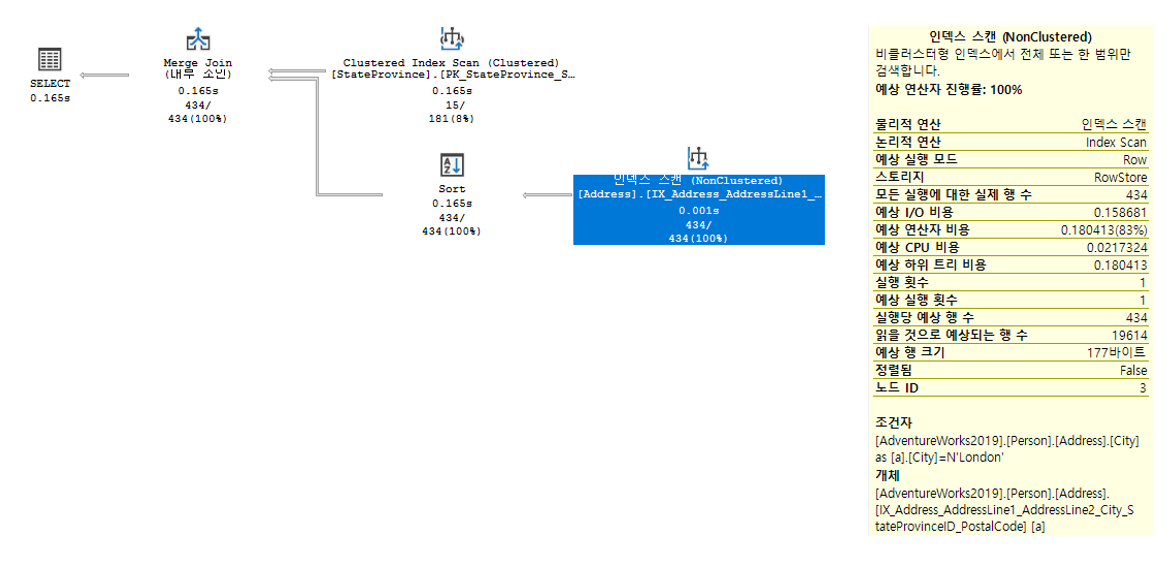 SELECT
0.165s
Merge Join
(내부 조인)
0.165s
434/
434(100%)
Clustered Index Scan (Clustered)
[StateProvince].[PK_StateProvince_S…
0.165s
15/
181(8%)
Sort
0.165s
434/
434(100%)
인덱스 스캔 (NonClustered)
[Address].[IX_Address_AddressLine1_…
0.001s
434/
434(100%)
인덱스 스캔 (NonClustered)
비클러스터형 인덱스에서 전체 또는 한 범위만
검색합니다.
예상 연산자 진행률: 100%
물리적 연산 인덱스 스캔
논리적 연산 Index Scan
예상 실행 모드 Row
스토리지 RowStore
모든 실행에 대한 실제 행 수 434
예상 I/O 비용 0.158681
예상 연산자 비용 0.180413(83%)
예상 CPU 비용 0.0217324
예상 하위 트리 비용 0.180413
실행 횟수 1
예상 실행 횟수 1
실행당 예상 행 수 434
읽을 것으로 예상되는 행 수 19614
예상 행 크기 177바이트
정렬됨 False
노드 ID 3
조건자
[AdventureWorks2019].[Person].[Address].[City]
as [a].[City]=N'London'
개체
[AdventureWorks2019].[Person].[Address].
[IX_Address_AddressLine1_AddressLine2_City_S
tateProvinceID_PostalCode] [a]